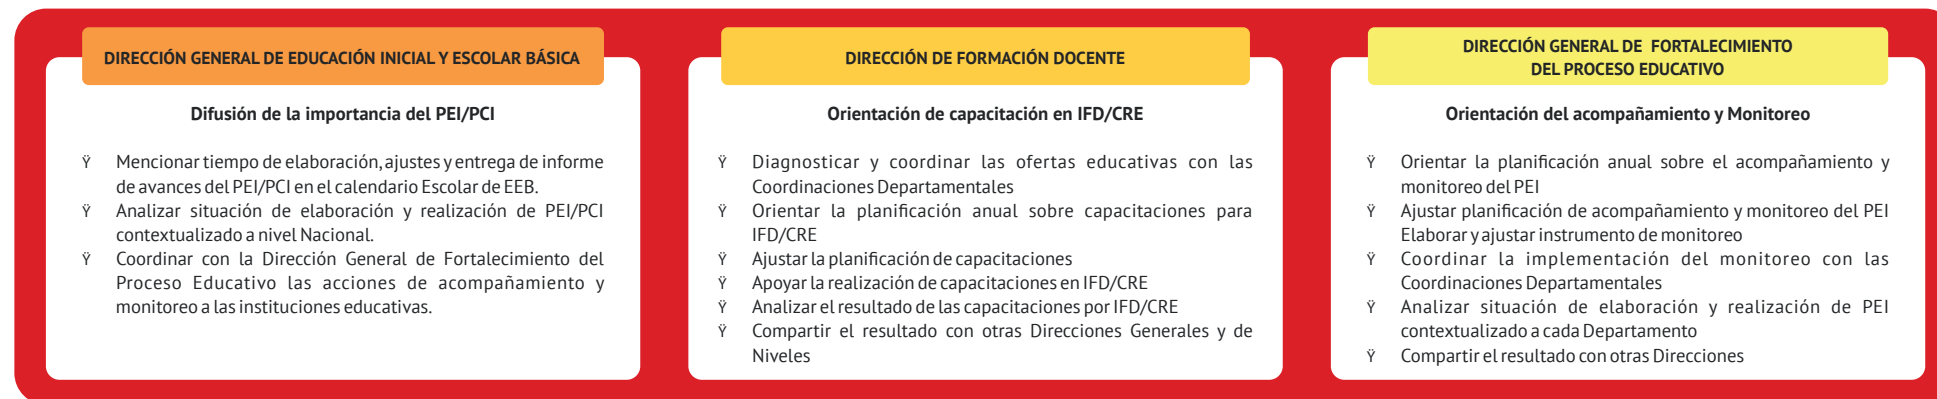 DIRECCIÓN GENERAL DE EDUCACIÓN INICIAL Y ESCOLAR BÁSICA
Difusión de la importancia del PEI/PCI
Ÿ Mencionar tiempo de elaboración, ajustes y entrega de informe
de avances del PEI/PCI en el calendario Escolar de EEB.
Ÿ Analizar situación de elaboración y realización de PEI/PCI
contextualizado a nivel Nacional.
Ÿ Coordinar con la Dirección General de Fortalecimiento del
Proceso Educativo las acciones de acompañamiento y
monitoreo a las instituciones educativas.
DIRECCIÓN DE FORMACIÓN DOCENTE
Orientación de capacitación en IFD/CRE
Ÿ Diagnosticar y coordinar las ofertas educativas con las
Coordinaciones Departamentales
Ÿ Orientar la planificación anual sobre capacitaciones para
IFD/CRE
Ÿ Ajustar la planificación de capacitaciones
Ÿ Apoyar la realización de capacitaciones en IFD/CRE
Ÿ Analizar el resultado de las capacitaciones por IFD/CRE
Ÿ Compartir el resultado con otras Direcciones Generales y de
Niveles
DIRECCIÓN GENERAL DE FORTALECIMIENTO
DEL PROCESO EDUCATIVO
Orientación del acompañamiento y Monitoreo
Ÿ Orientar la planificación anual sobre el acompañamiento y
monitoreo del PEI
Ÿ Ajustar planificación de acompañamiento y monitoreo del PEI
Elaborar y ajustar instrumento de monitoreo
Ÿ Coordinar la implementación del monitoreo con las
Coordinaciones Departamentales
Ÿ Analizar situación de elaboración y realización de PEI
contextualizado a cada Departamento
Ÿ Compartir el resultado con otras Direcciones